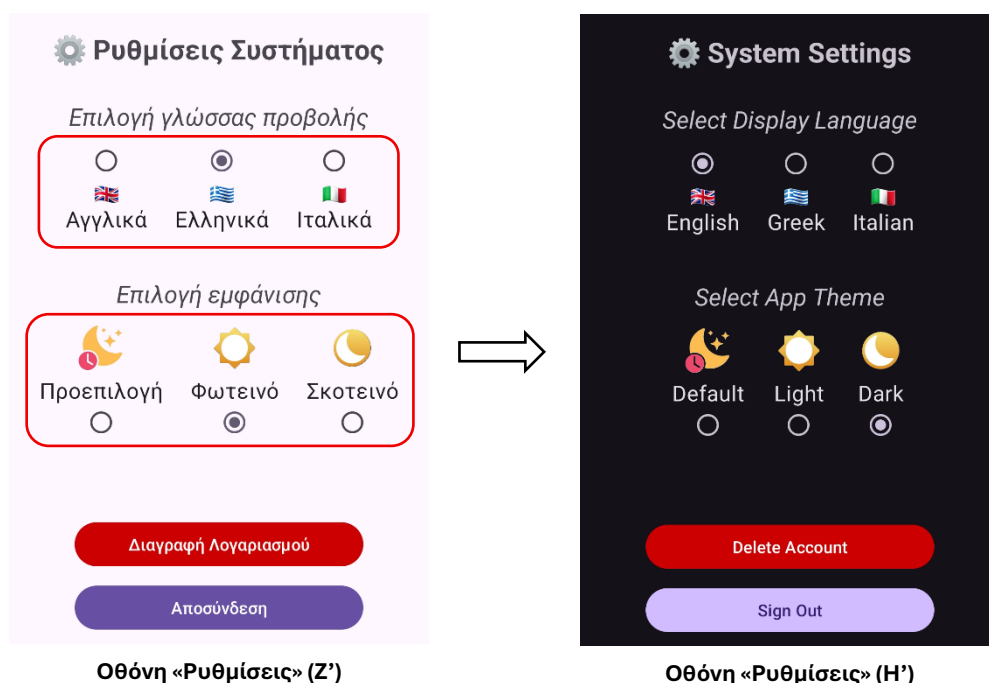 Ρυθμίσεις Συστήματος
Επιλογή γλώσσας προβολής
Αγγλικά Ελληνικά Ιταλικά
Επιλογή εμφάνισης
Προεπιλογή Φωτεινό Σκοτεινό
Διαγραφή Λογαριασμού
Αποσύνδεση
Οθόνη «Ρυθμίσεις» (Ζ’)
System Settings
Select Display Language
English Greek Italian
Select App Theme
Default Light Dark
Delete Account
Sign Out
Οθόνη «Ρυθμίσεις» (Η’)